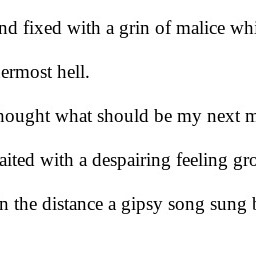 nd fixed with a grin of malice whi
ermost hell.
hought what should be my next m
aited with a despairing feeling gro
n the distance a gipsy song sung b